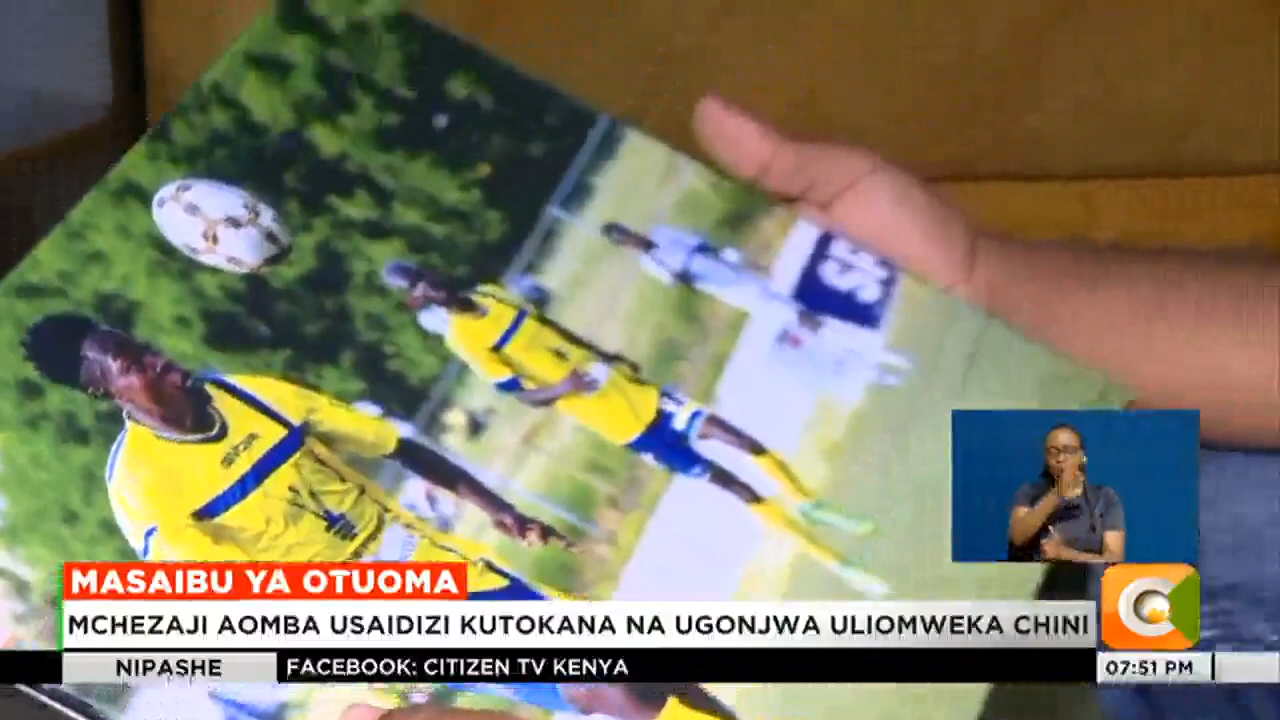 MASAIBU YA OTUOMA
MCHEZAJI AOMBA USAIDIZI KUTOKANA NA UGONJWA ULIOMWEKA CHINI
NIPASHE
FACEBOOK: CITIZEN TV KENYA
07:51 PM